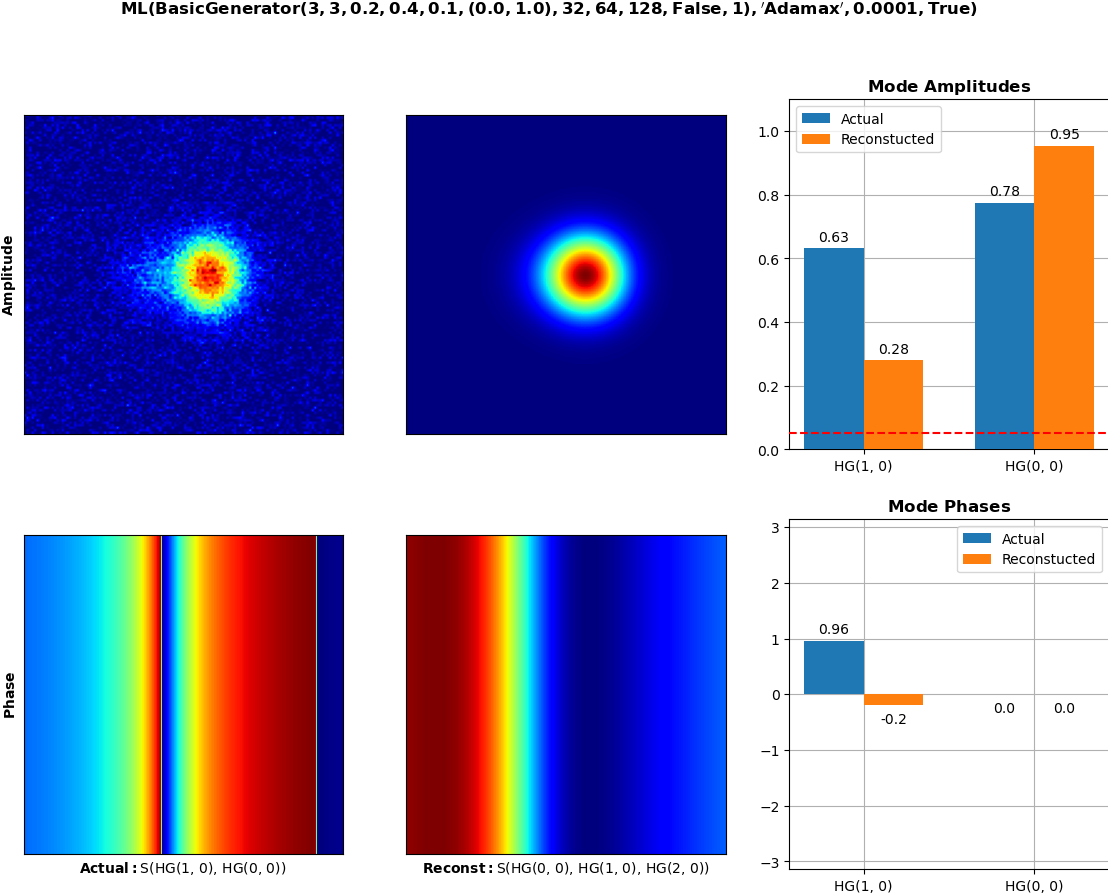 ML(BasicGenerator(3, 3, 0.2, 0.4, 0.1, (0.0, 1.0), 32, 64, 128, False, 1), ′Adamax′, 0.0001, True)
Mode Amplitudes
Amplitude
Actual
Reconstucted
1.0
0.8
0.6
0.4
0.2
0.0
0.63
0.28
0.78
0.95
HG(1, 0)
HG(0, 0)
Mode Phases
Phase
Actual
Reconstucted
3
2
1
0
−1
−2
−3
0.96
-0.2
0.0
0.0
HG(1, 0)
HG(0, 0)
Actual: S(HG(1, 0), HG(0, 0))
Reconst: S(HG(0, 0), HG(1, 0), HG(2, 0))